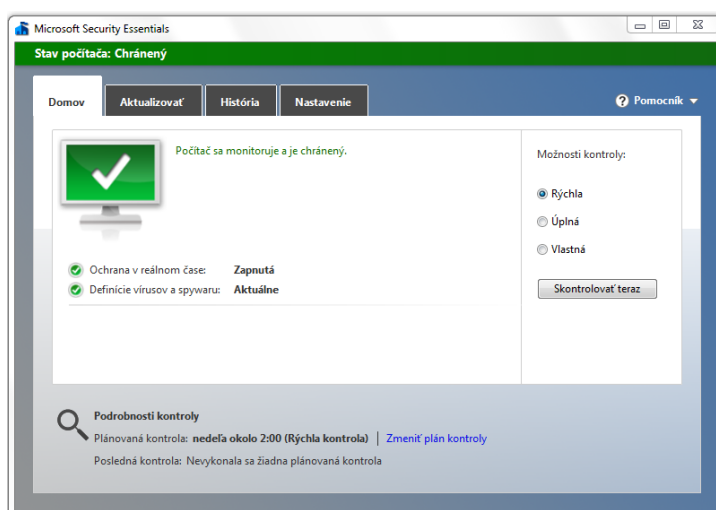 Microsoft Security Essentials
Stav počítača: Chránený
Domov
Aktualizovať
História
Nastavenie
Pomocník
Počítač sa monitoruje a je chránený.
Ochrana v reálnom čase: Zapnutá
Definície vírusov a spywaru: Aktuálne
Možnosti kontroly:
Rýchla
Úplná
Vlastná
Skontrolovať teraz
Podrobnosti kontroly
Plánovaná kontrola: nedeľa okolo 2:00 (Rýchla kontrola) | Zmeniť plán kontroly
Posledná kontrola: Nevykonala sa žiadna plánovaná kontrola